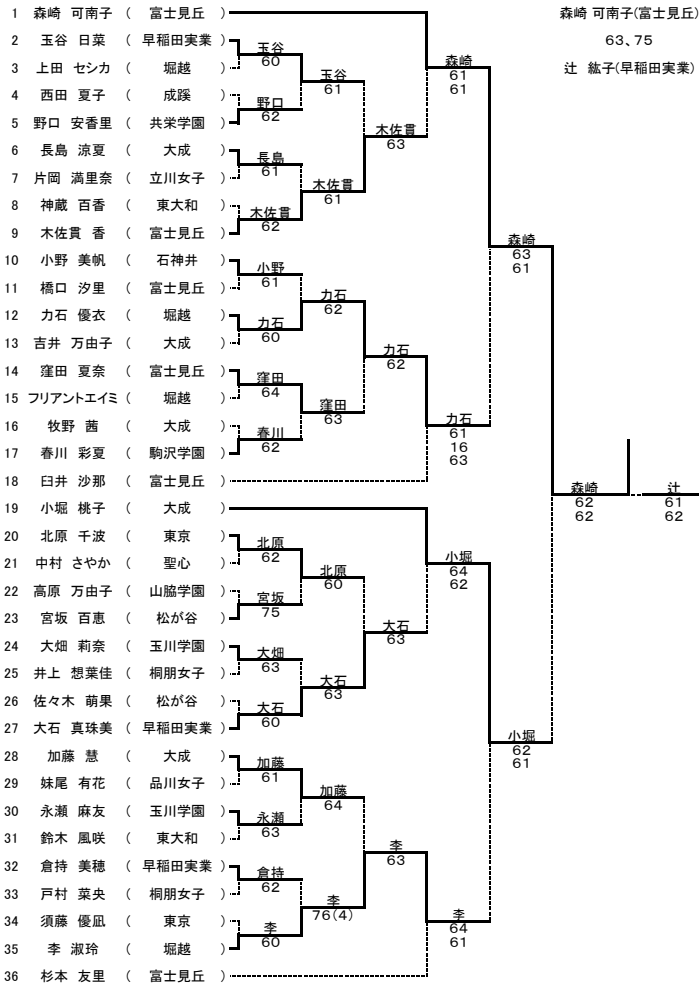 1 森崎 可南子 ( 富士見丘 )
2 玉谷 日菜 ( 早稲田実業 )
3 上田 セシカ ( 堀越 )
4 西田 夏子 ( 成蹊 )
5 野口 安香里 ( 共栄学園 )
6 長島 涼夏 ( 大成 )
7 片岡 満里奈 ( 立川女子 )
8 神蔵 百香 ( 東大和 )
9 木佐貫 香 ( 富士見丘 )
10 小野 美帆 ( 石神井 )
11 橋口 汐里 ( 富士見丘 )
12 力石 優衣 ( 堀越 )
13 吉井 万由子 ( 大成 )
14 窪田 夏奈 ( 富士見丘 )
15 フリアントエイミ ( 堀越 )
16 牧野 茜 ( 大成 )
17 春川 彩夏 ( 駒沢学園 )
18 臼井 沙那 ( 富士見丘 )
19 小堀 桃子 ( 大成 )
20 北原 千波 ( 東京 )
21 中村 さやか ( 聖心 )
22 高原 万由子 ( 山脇学園 )
23 宮坂 百恵 ( 松が谷 )
24 大畑 莉奈 ( 玉川学園 )
25 井上 想葉佳 ( 桐朋女子 )
26 佐々木 萌果 ( 松が谷 )
27 大石 真珠美 ( 早稲田実業 )
28 加藤 慧 ( 大成 )
29 妹尾 有花 ( 品川女子 )
30 永瀬 麻友 ( 玉川学園 )
31 鈴木 風咲 ( 東大和 )
32 倉持 美穂 ( 早稲田実業 )
33 戸村 菜央 ( 桐朋女子 )
34 須藤 優凪 ( 東京 )
35 李 淑玲 ( 堀越 )
36 杉本 友里 ( 富士見丘 )
玉谷
60
野口
62
長島
61
木佐貫
62
小野
61
力石
60
窪田
64
春川
62
北原
62
宮坂
75
大畑
63
大石
60
加藤
61
永瀬
63
倉持
62
李
60
玉谷
61
木佐貫
61
力石
62
窪田
63
北原
60
大石
63
加藤
64
李
76(4)
木佐貫
63
力石
62
大石
63
李
63
森崎
61
61
力石
61
16
63
小堀
64
62
李
64
61
森崎
63
61
小堀
62
61
森崎
62
62
辻
61
62
森崎 可南子(富士見丘)
63、75
辻 紘子(早稲田実業)